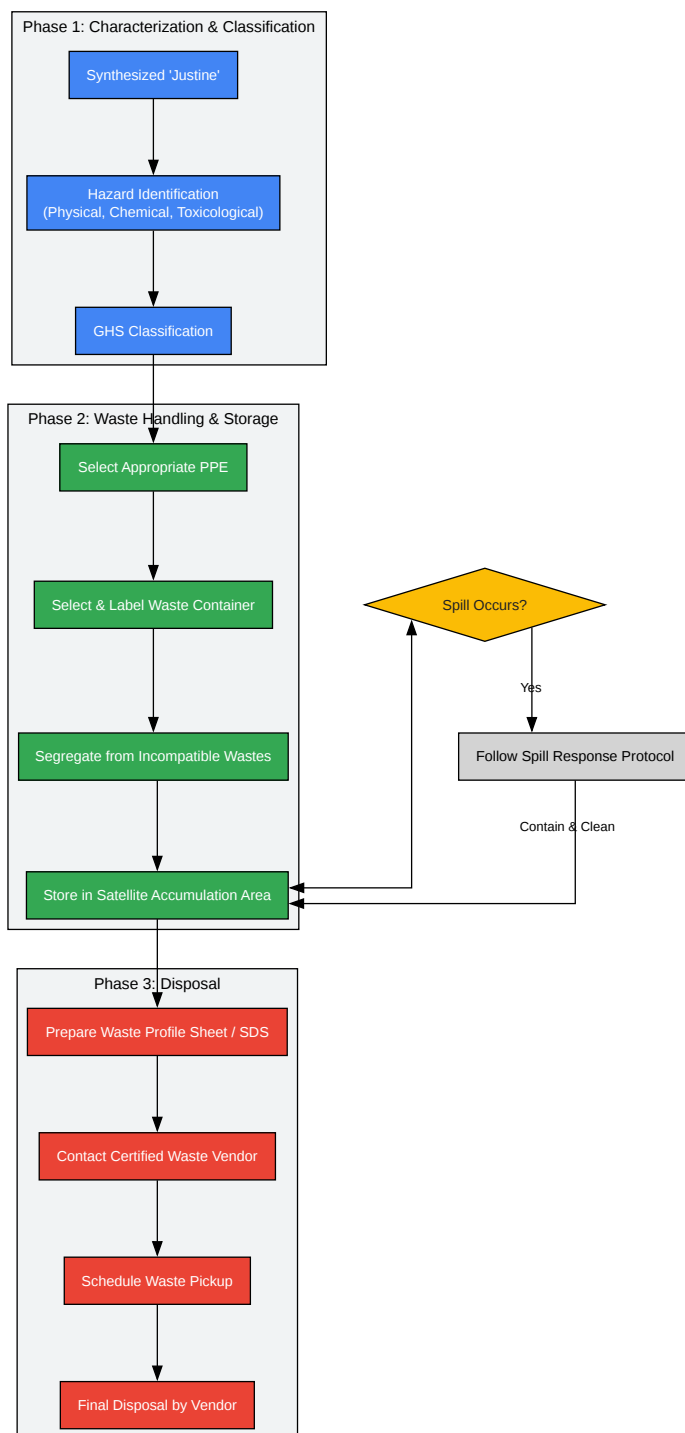 Phase 1: Characterization & Classification
Synthesized 'Justine'
Hazard Identification
(Physical, Chemical, Toxicological)
GHS Classification
Phase 2: Waste Handling & Storage
Select Appropriate PPE
Select & Label Waste Container
Spill Occurs?
Yes
Segregate from Incompatible Wastes
Follow Spill Response Protocol
Contain & Clean
Store in Satellite Accumulation Area
Phase 3: Disposal
Prepare Waste Profile Sheet / SDS
Contact Certified Waste Vendor
Schedule Waste Pickup
Final Disposal by Vendor